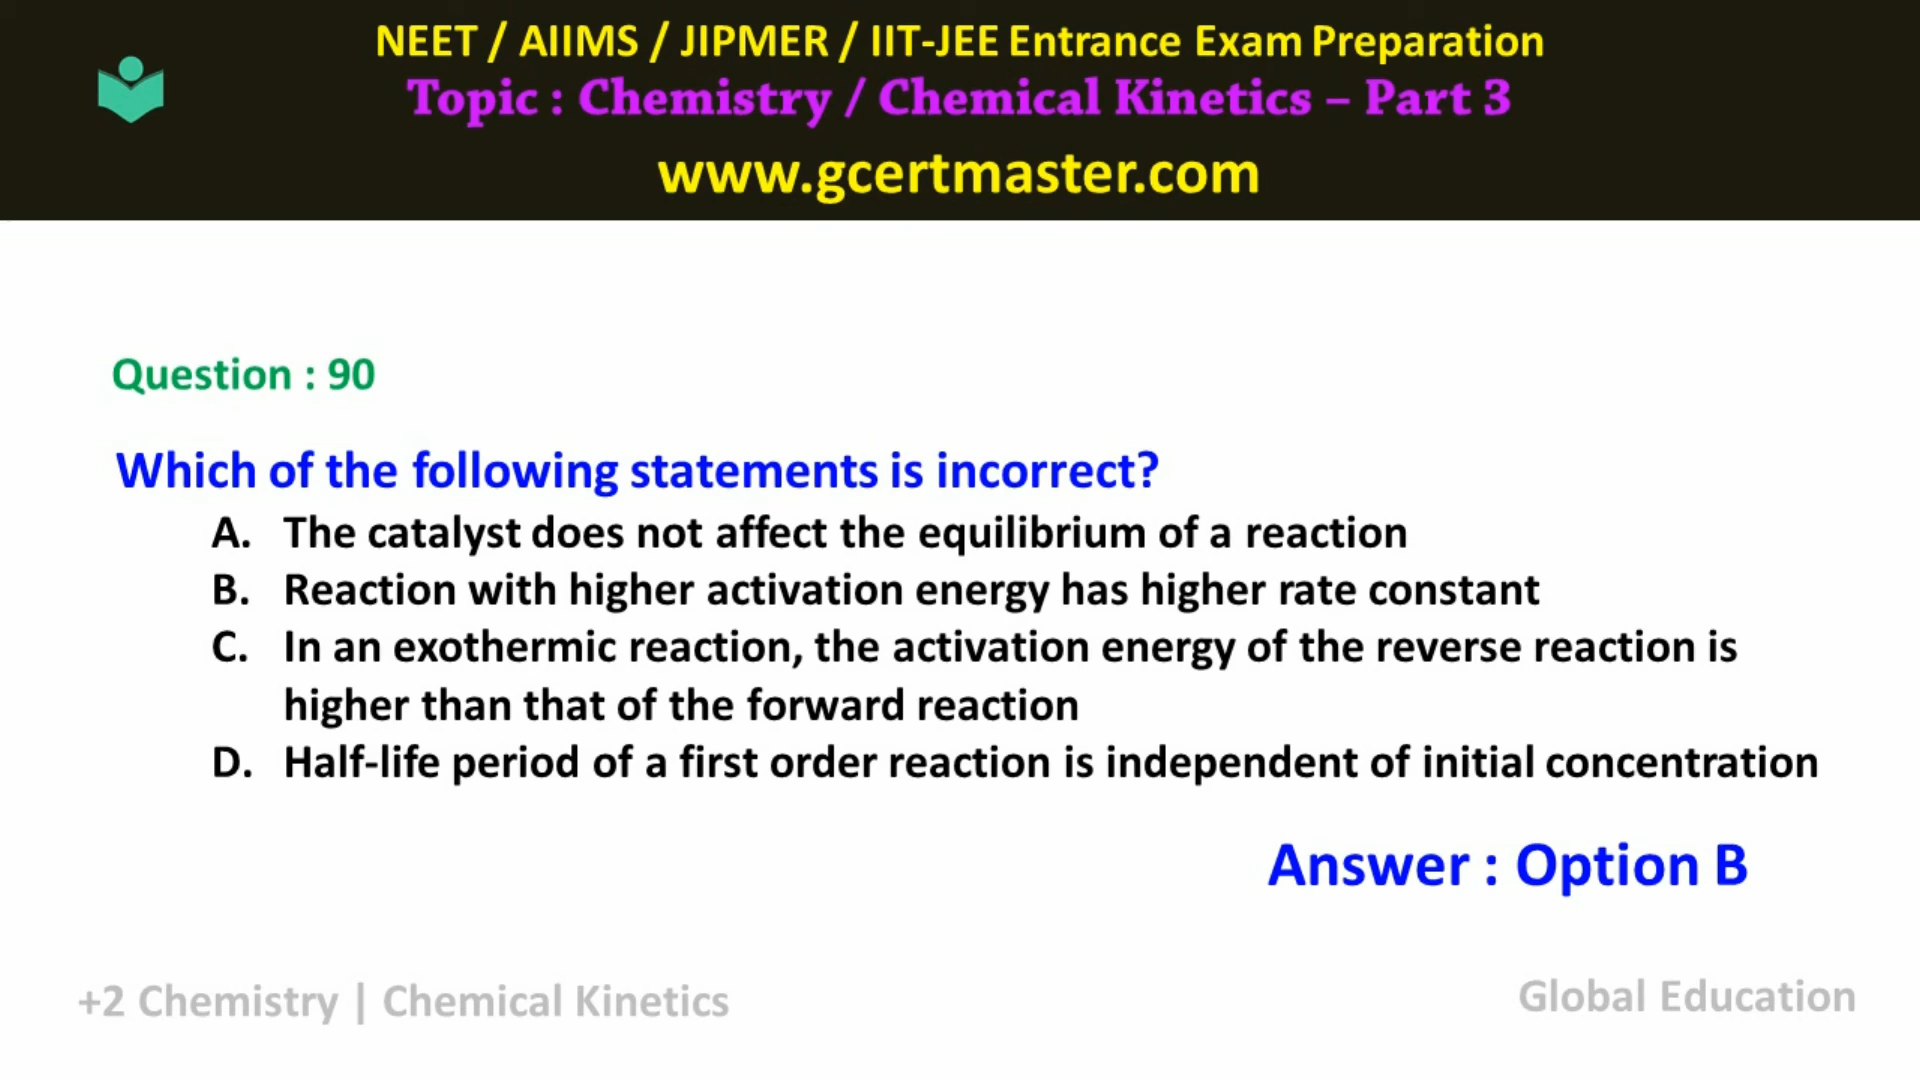 NEET / AIIMS / JIPMER / IIT-JEE Entrance Exam Preparation
Topic : Chemistry / Chemical Kinetics – Part 3
www.gcertmaster.com
Question : 90
Which of the following statements is incorrect?
A. The catalyst does not affect the equilibrium of a reaction
B. Reaction with higher activation energy has higher rate constant
C. In an exothermic reaction, the activation energy of the reverse reaction is
higher than that of the forward reaction
D. Half-life period of a first order reaction is independent of initial concentration
Answer : Option B
+2 Chemistry | Chemical Kinetics
Global Education